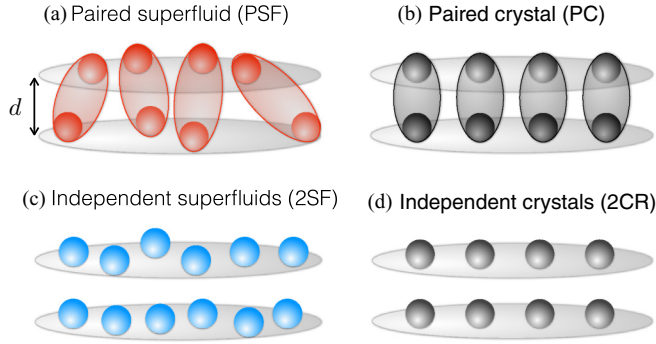 (a) Paired superfluid (PSF)
(b) Paired crystal (PC)
d
(c) Independent superfluids (2SF)
(d) Independent crystals (2CR)